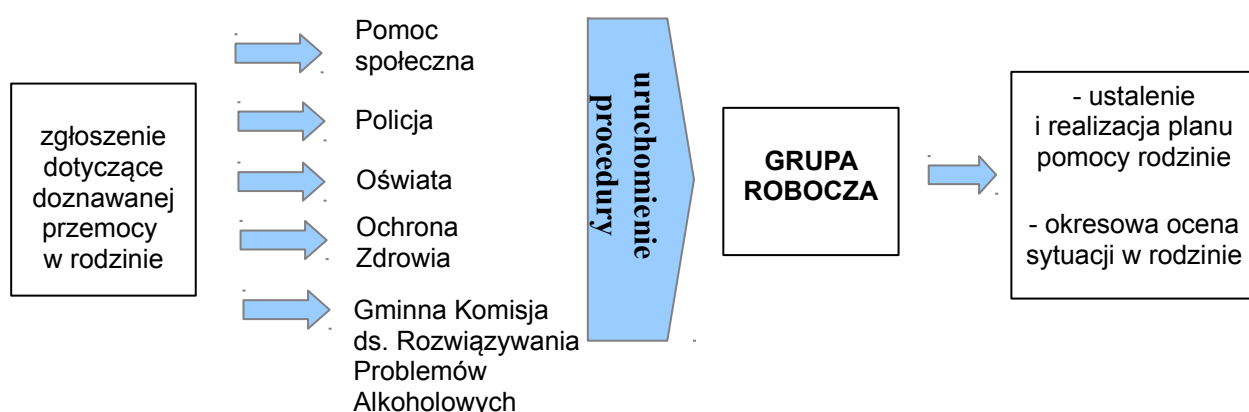 zgłoszenie
dotyczące
doznawanej
przemocy
w rodzinie
Pomoc
społeczna
Policja
Oświata
Ochrona
Zdrowia
Gminna Komisja
ds. Rozwiązywania
Problemów
Alkoholowych
uruchomienie
procedury
GRUPA
ROBOCZA
- ustalenie
i realizacja planu
pomocy rodzinie
- okresowa ocena
sytuacji w rodzinie